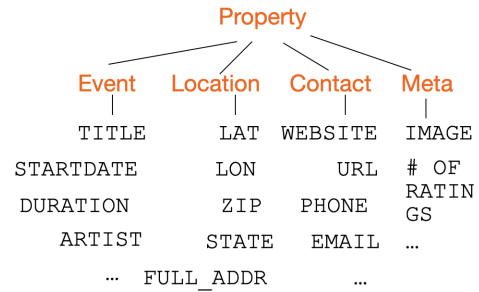 Property
Event Location Contact Meta
TITLE LAT WEBSITE IMAGE
STARTDATE LON URL # OF
RATIN
GS
DURATION ZIP PHONE
ARTIST STATE EMAIL …
… FULL_ADDR …